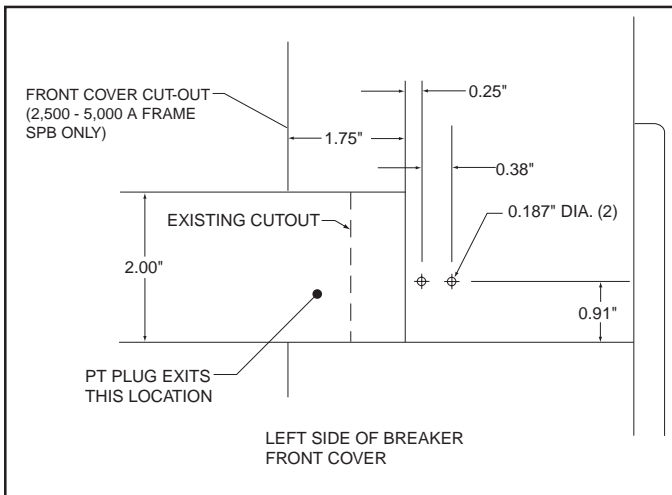 FRONT COVER CUT-OUT
(2,500 - 5,000 A FRAME
SPB ONLY)
0.25"
1.75"
0.38"
EXISTING CUTOUT
0.187" DIA. (2)
2.00"
0.91"
PT PLUG EXITS
THIS LOCATION
LEFT SIDE OF BREAKER
FRONT COVER